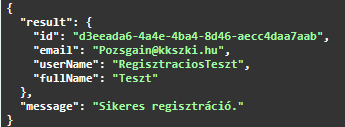 {
"result": {
"id": "d3eeada6-4a4e-4ba4-8d46-aecc4daa7aab",
"email": "Pozsgain@kkszki.hu",
"userName": "RegisztraciosTeszt",
"fullName": "Teszt"
},
"message": "Sikeres regisztráció."
}